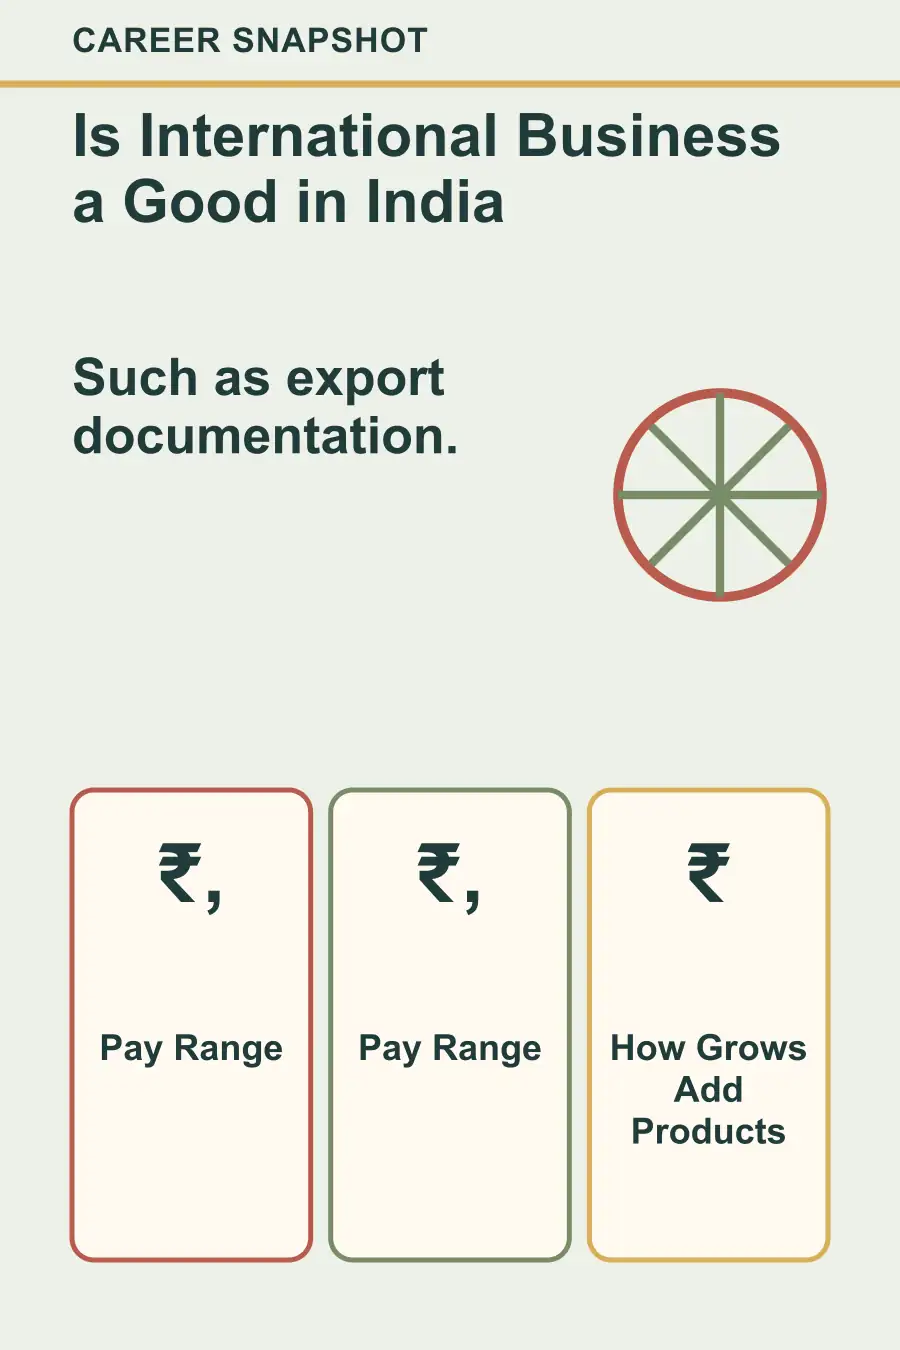 CAREER SNAPSHOT
Is International Business
a Good in India
Such as export
documentation.
₹,
₹,
₹
Pay Range
Pay Range
How Grows
Add
Products